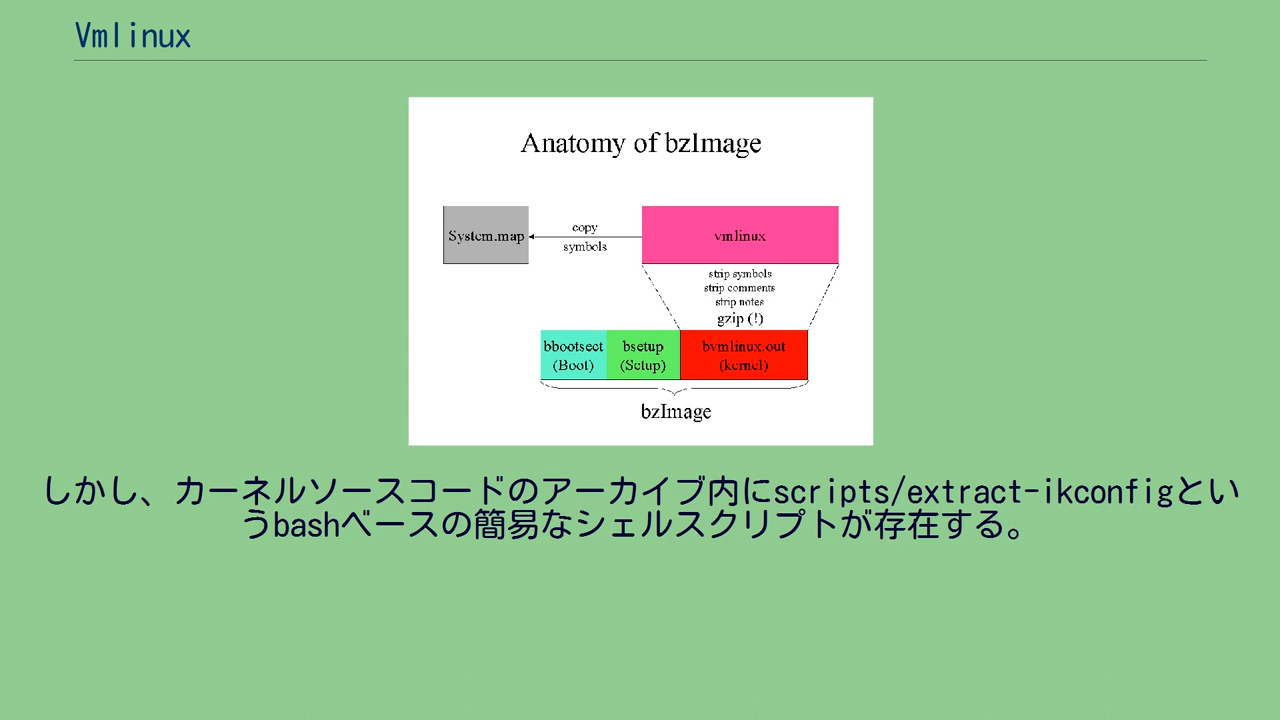 Vmlinux
Anatomy of bzImage
System.map
copy
symbols
vmlinux
strip symbols
strip comments
strip notes
gzip (!)
bbootsect
(Boot)
bsetup
(Setup)
bvmlinux.out
(kernel)
bzImage
しかし、カーネルソースコードのアーカイブ内にscripts/extract-ikconfigとい
うbashベースの簡易なシェルスクリプトが存在する。